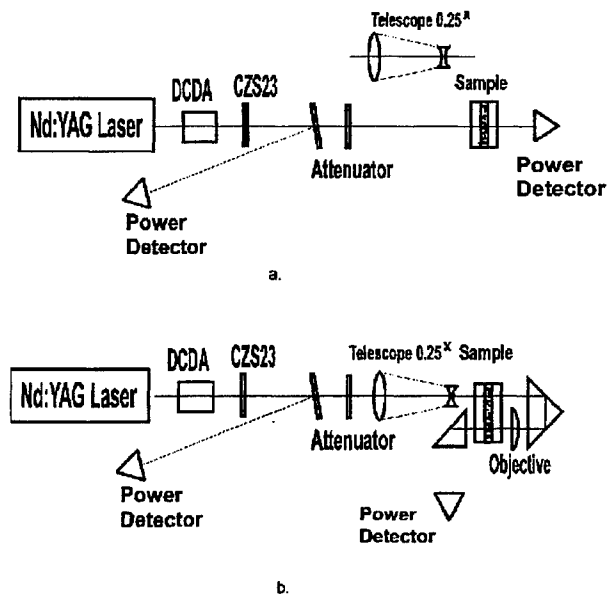 Telescope 0.25x
DCDA
CZS23
Sample
Nd:YAG Laser
Attenuator
Power
Detector
Power
Detector
a.
DCDA
CZS23
Telescope 0.25x Sample
Nd:YAG Laser
Attenuator
Objective
Power
Detector
Power
Detector
b.